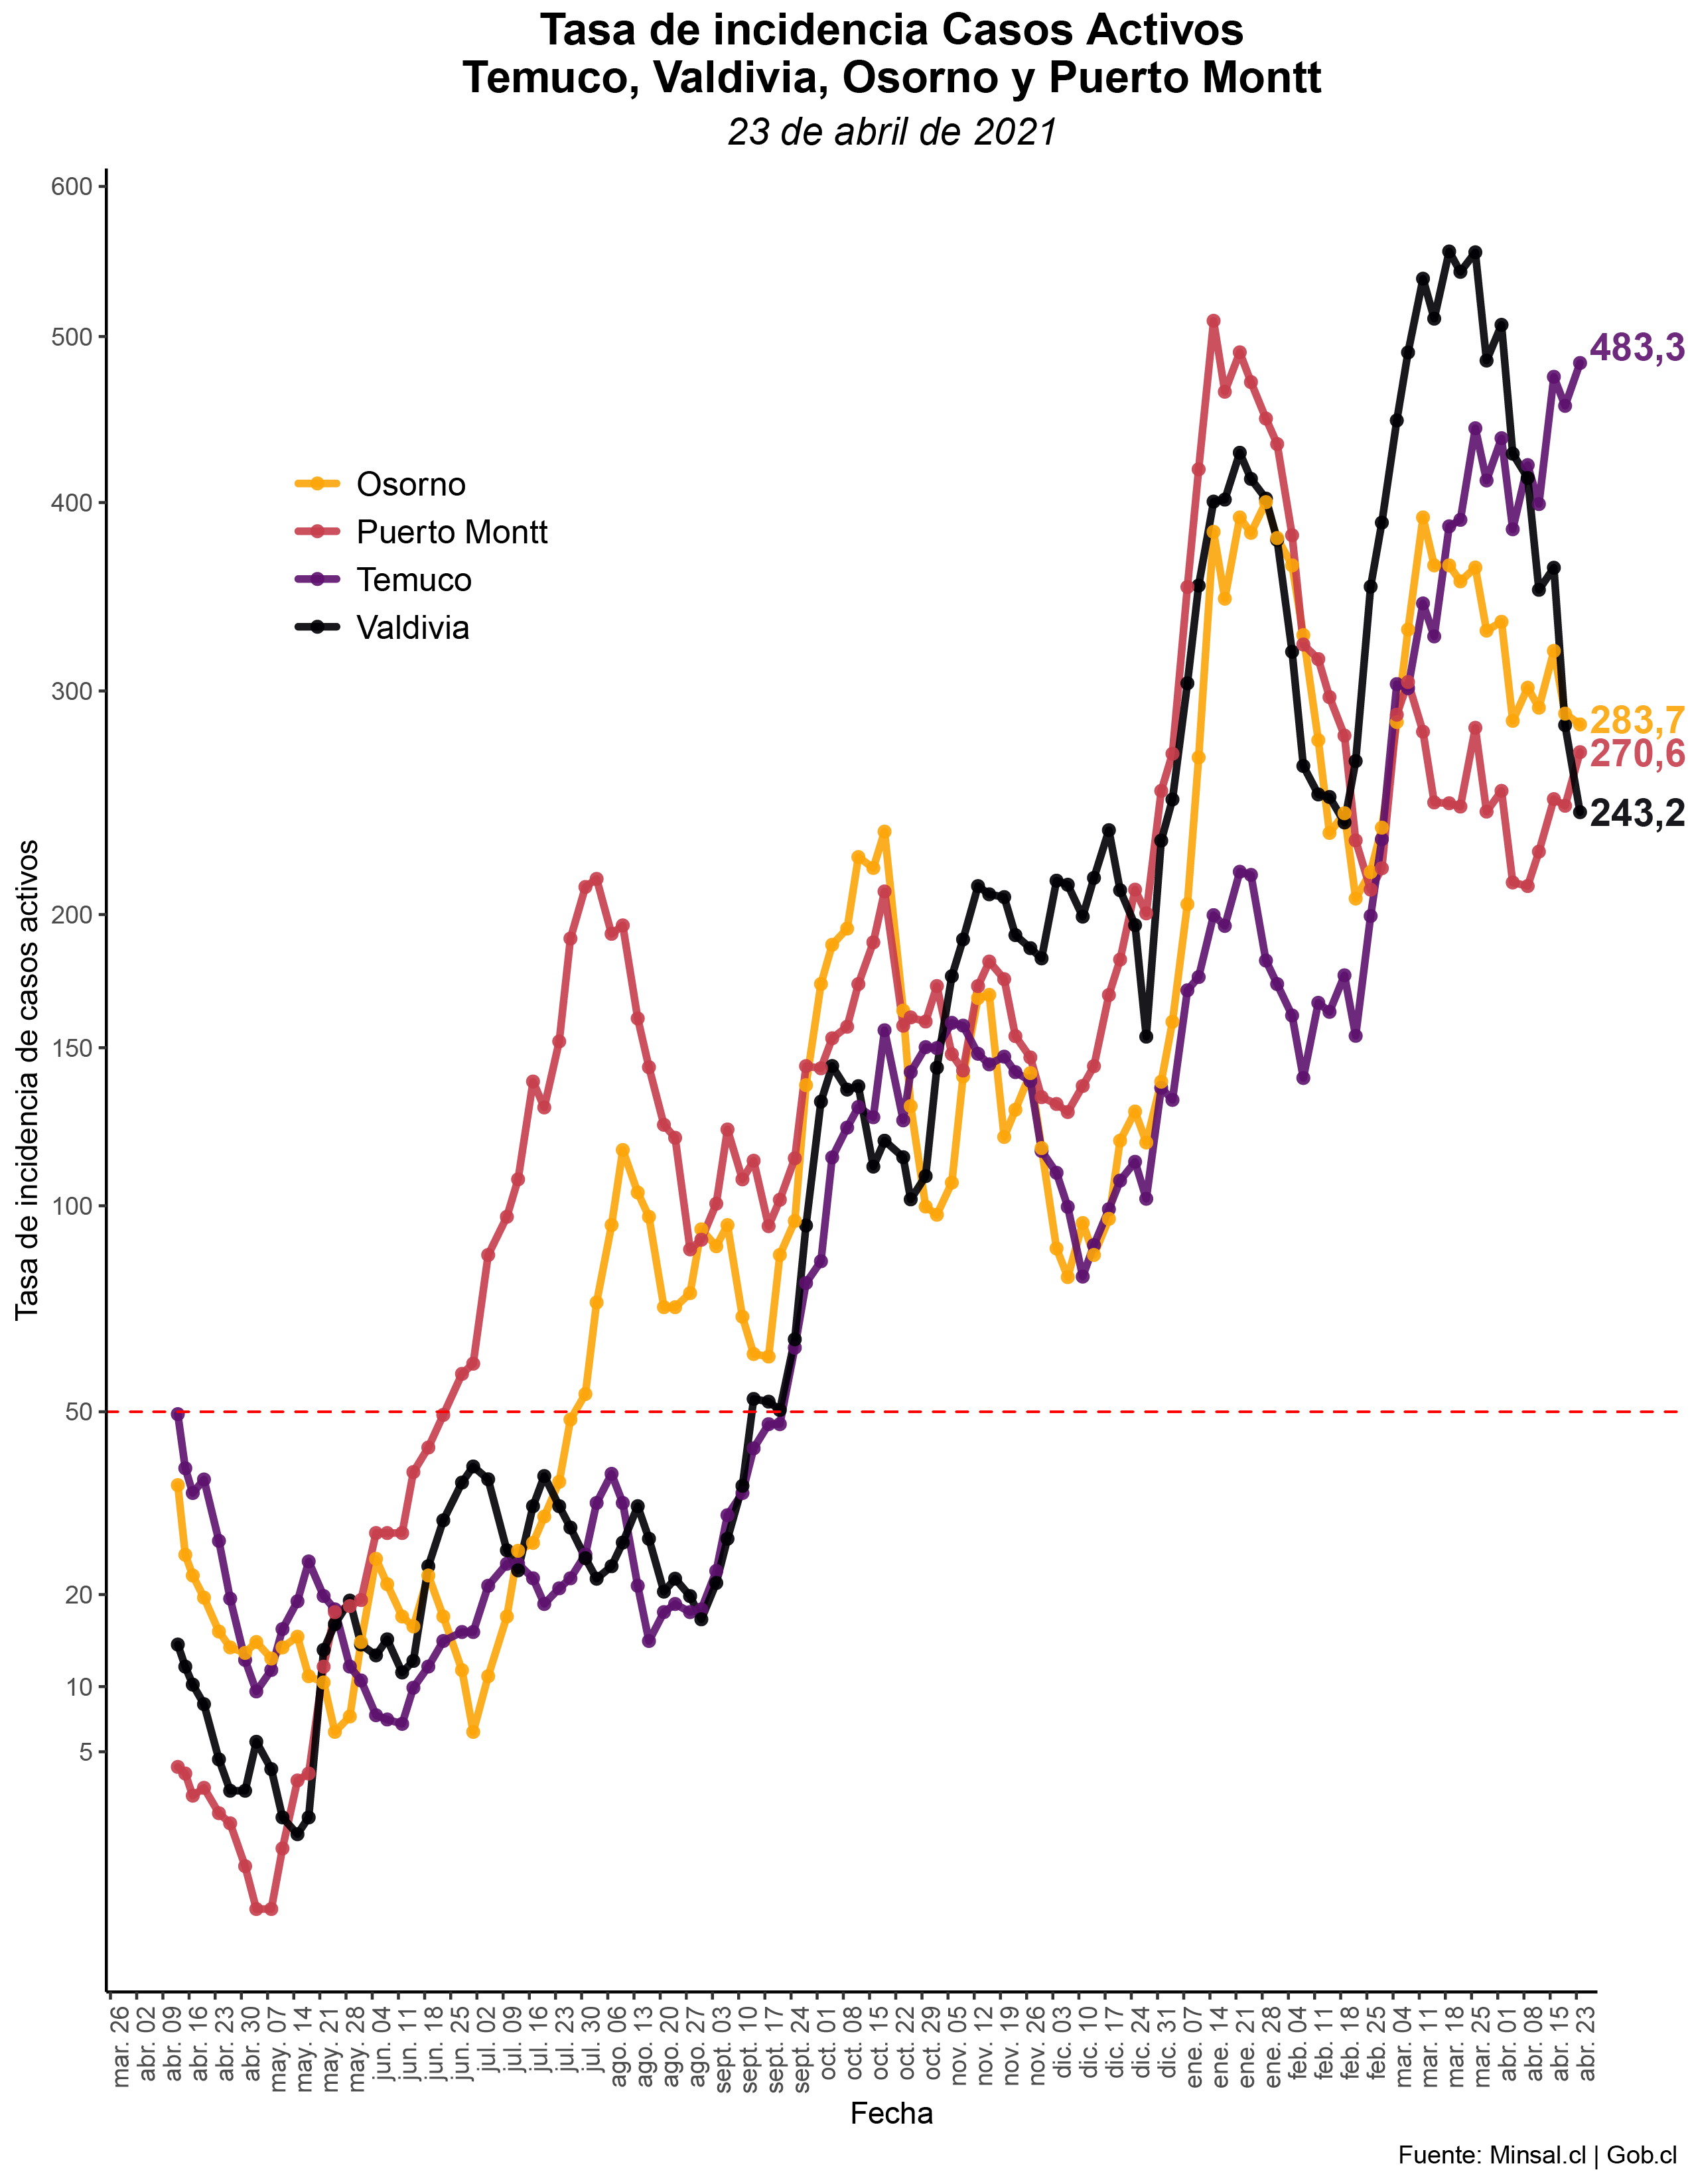 Tasa de incidencia Casos Activos
Temuco, Valdivia, Osorno y Puerto Montt
23 de abril de 2021
Tasa de incidencia de casos activos
600
500
400
300
200
150
100
50
20
10
5
Osorno
Puerto Montt
Temuco
Valdivia
483,3
283,7
270,6
243,2
mar. 26
abr. 02
abr. 09
abr. 16
abr. 23
abr. 30
may. 07
may. 14
may. 21
may. 28
jun. 04
jun. 11
jun. 18
jun. 25
jul. 02
jul. 09
jul. 16
jul. 23
jul. 30
ago. 06
ago. 13
ago. 20
ago. 27
sept. 03
sept. 10
sept. 17
sept. 24
oct. 01
oct. 08
oct. 15
oct. 22
oct. 29
nov. 05
nov. 12
nov. 19
nov. 26
dic. 03
dic. 10
dic. 17
dic. 24
dic. 31
ene. 07
ene. 14
ene. 21
ene. 28
feb. 04
feb. 11
feb. 18
feb. 25
mar. 04
mar. 11
mar. 18
mar. 25
abr. 01
abr. 08
abr. 15
abr. 23
Fecha
Fuente: Minsal.cl | Gob.cl